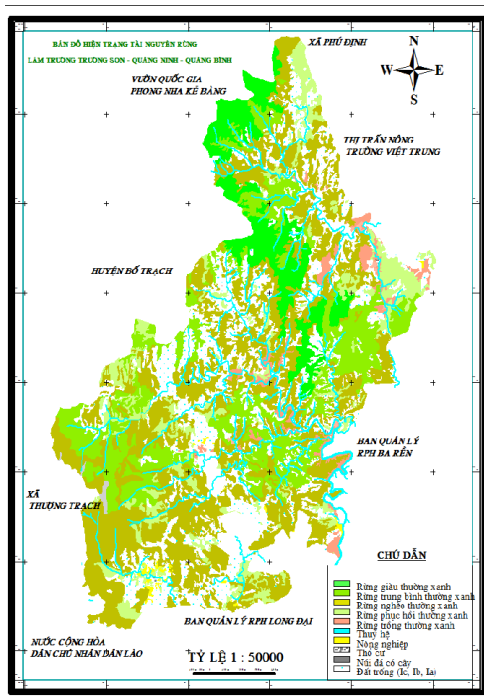 BẢN ĐỒ HIỆN TRẠNG TÀI NGUYÊN RỪNG
LÂM TRƯỜNG TRƯỜNG SƠN - QUẢNG NINH - QUẢNG BÌNH
XÃ PHÚ ĐỊNH
N
W E
S
VƯỜN QUỐC GIA
PHONG NHA KẺ BÀNG
THỊ TRẤN NÔNG
TRƯỜNG VIỆT TRUNG
HUYỆN BỐ TRẠCH
BAN QUẢN LÝ
RPH BA RỀN
XÃ
THƯỢNG TRẠCH
CHÚ DẪN
Rừng giàu thường xanh
Rừng trung bình thường xanh
Rừng nghèo thường xanh
Rừng phục hồi thường xanh
Rừng trồng thường xanh
Thuỷ hệ
Nông nghiệp
Thổ cư
Núi đá có cây
Đất trống (Ic, Ib, Ia)
BAN QUẢN LÝ RPH LONG ĐẠI
NƯỚC CỘNG HÒA
DÂN CHỦ NHÂN DÂN LÀO
TỶ LỆ 1 : 50000